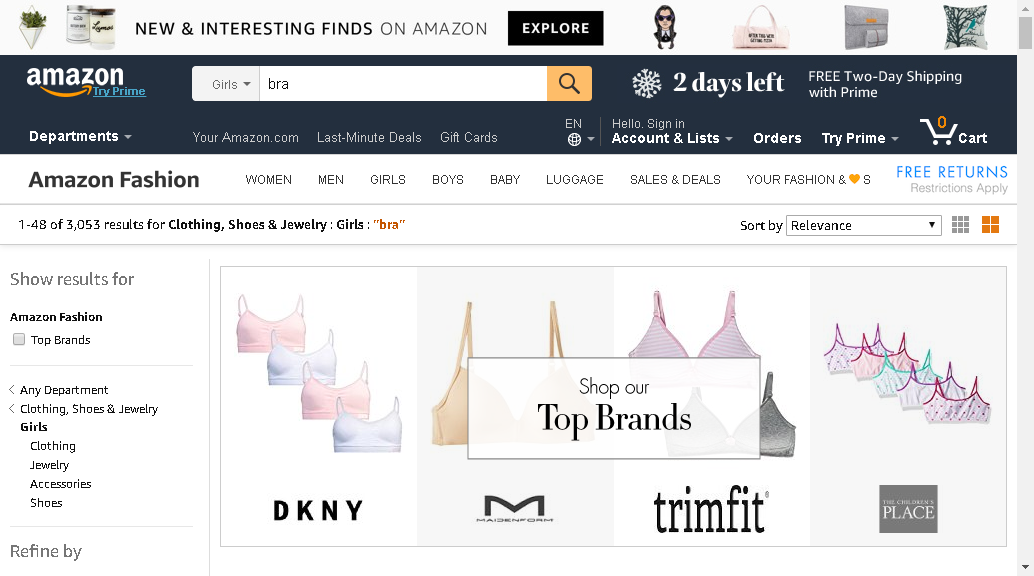 NEW & INTERESTING FINDS ON AMAZON EXPLORE
amazon
Try Prime
Girls bra
2 days left
FREE Two-Day Shipping
with Prime
Departments
Your Amazon.com Last-Minute Deals Gift Cards
EN
Hello. Sign in
Account & Lists Orders Try Prime 0 Cart
Amazon Fashion WOMEN MEN GIRLS BOYS BABY LUGGAGE SALES & DEALS YOUR FASHION & S
FREE RETURNS
Restrictions Apply
1-48 of 3,053 results for Clothing, Shoes & Jewelry : Girls : "bra"
Sort by Relevance
Show results for
Amazon Fashion
Top Brands
Any Department
Clothing, Shoes & Jewelry
Girls
Clothing
Jewelry
Accessories
Shoes
Refine by
Shop our
Top Brands
DKNY
MAIDENFORM
trimfit®
THE CHILDREN'S
PLACE